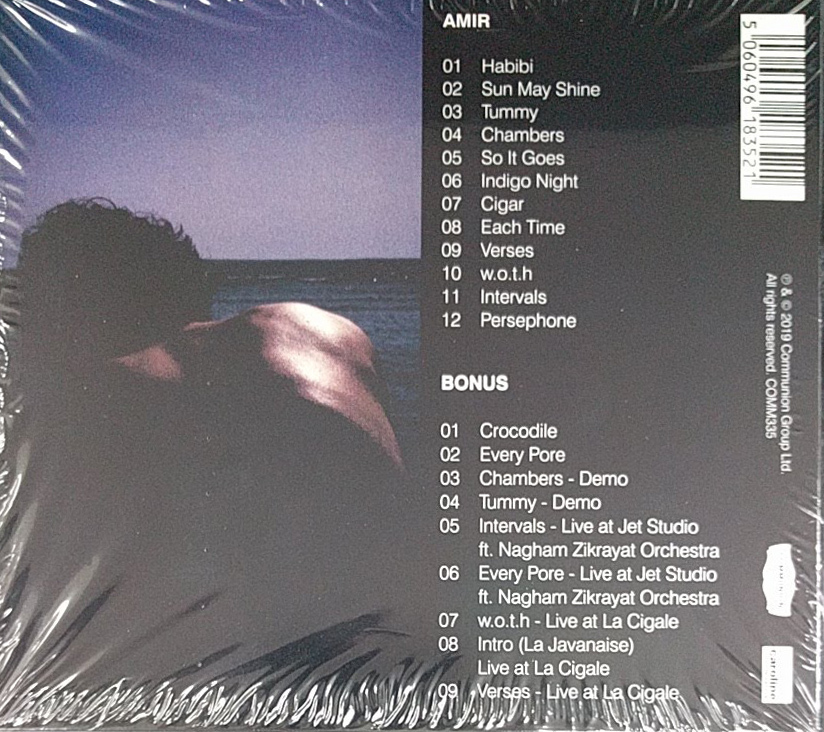 AMIR
01 Habibi
02 Sun May Shine
03 Tummy
04 Chambers
05 So It Goes
06 Indigo Night
07 Cigar
08 Each Time
09 Verses
10 w.o.t.h
11 Intervals
12 Persephone
BONUS
01 Crocodile
02 Every Pore
03 Chambers - Demo
04 Tummy - Demo
05 Intervals - Live at Jet Studio
ft. Nagham Zikrayat Orchestra
06 Every Pore - Live at Jet Studio
ft. Nagham Zikrayat Orchestra
07 w.o.t.h - Live at La Cigale
08 Intro (La Javanaise)
Live at La Cigale
09 Verses - Live at La Cigale
5 060496 183521
℗ & © 2019 Communion Group Ltd.
All rights reserved. COMM335
caroline